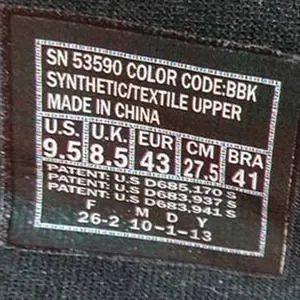 SN 53590 COLOR CODE:BBK
SYNTHETIC/TEXTILE UPPER
MADE IN CHINA
U.S. U.K. EUR CM BRA
9.5 8.5 43 27.5 41
PATENT: U.S D685,170 S
PATENT: U.S D683,937 S
PATENT: U.S D683,941 S
F M D Y
26-2 10-1-13